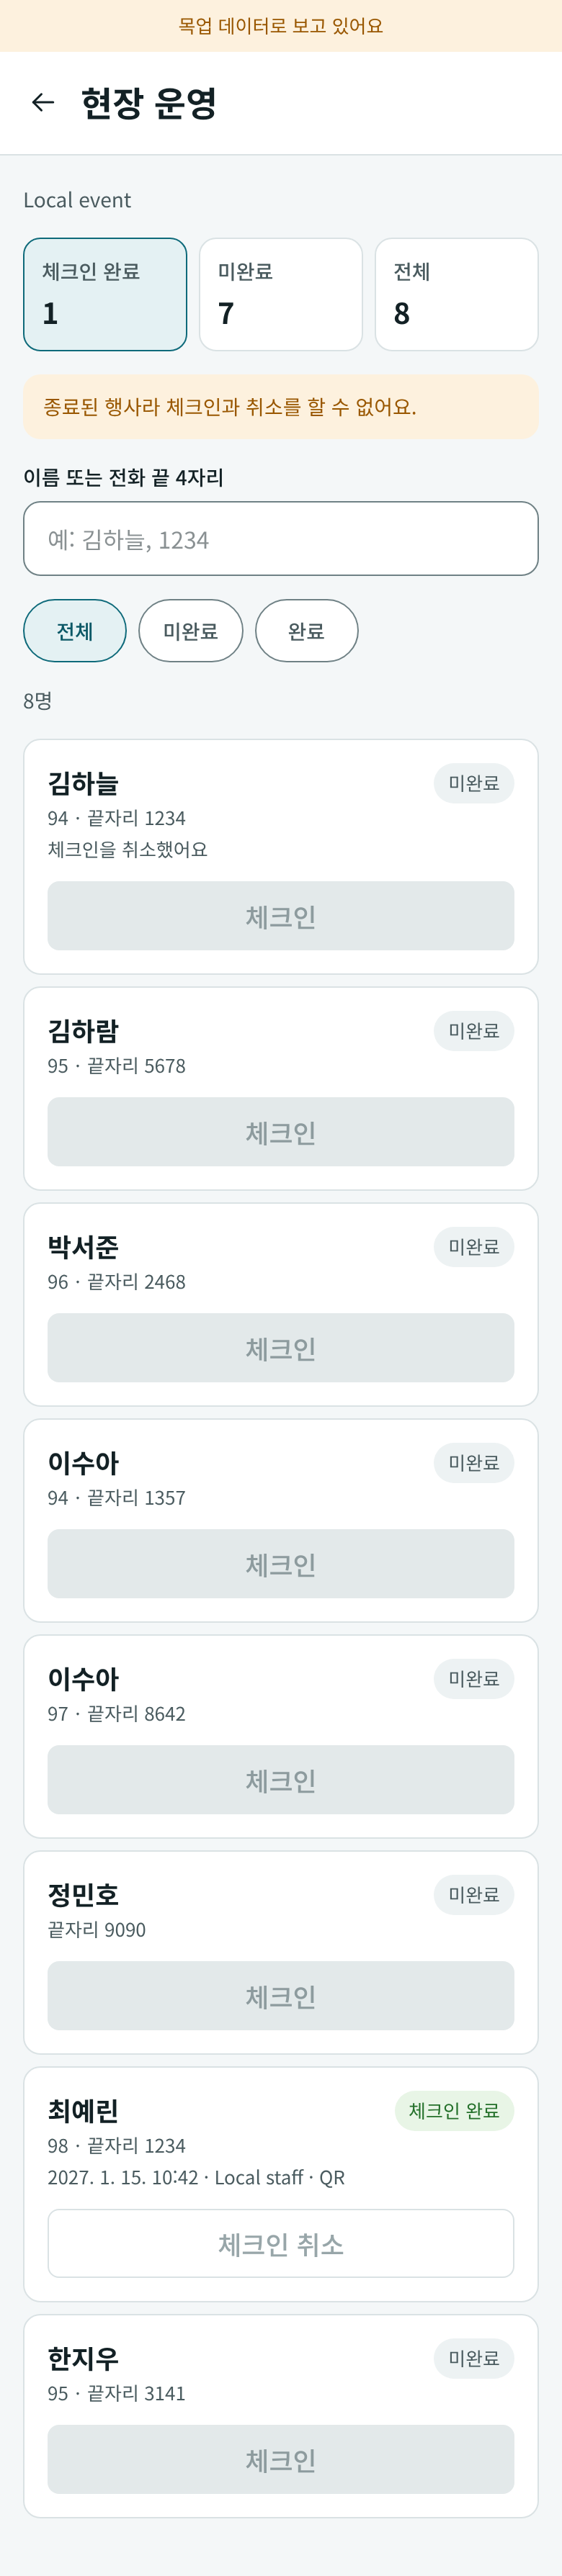 목업 데이터로 보고 있어요
현장 운영
Local event
체크인 완료
1
미완료
7
전체
8
종료된 행사라 체크인과 취소를 할 수 없어요.
이름 또는 전화 끝 4자리
예: 김하늘, 1234
전체
미완료
완료
8명
김하늘
미완료
94 · 끝자리 1234
체크인을 취소했어요
체크인
김하람
미완료
95 · 끝자리 5678
체크인
박서준
미완료
96 · 끝자리 2468
체크인
이수아
미완료
94 · 끝자리 1357
체크인
이수아
미완료
97 · 끝자리 8642
체크인
정민호
미완료
끝자리 9090
체크인
최예린
체크인 완료
98 · 끝자리 1234
2027. 1. 15. 10:42 · Local staff · QR
체크인 취소
한지우
미완료
95 · 끝자리 3141
체크인